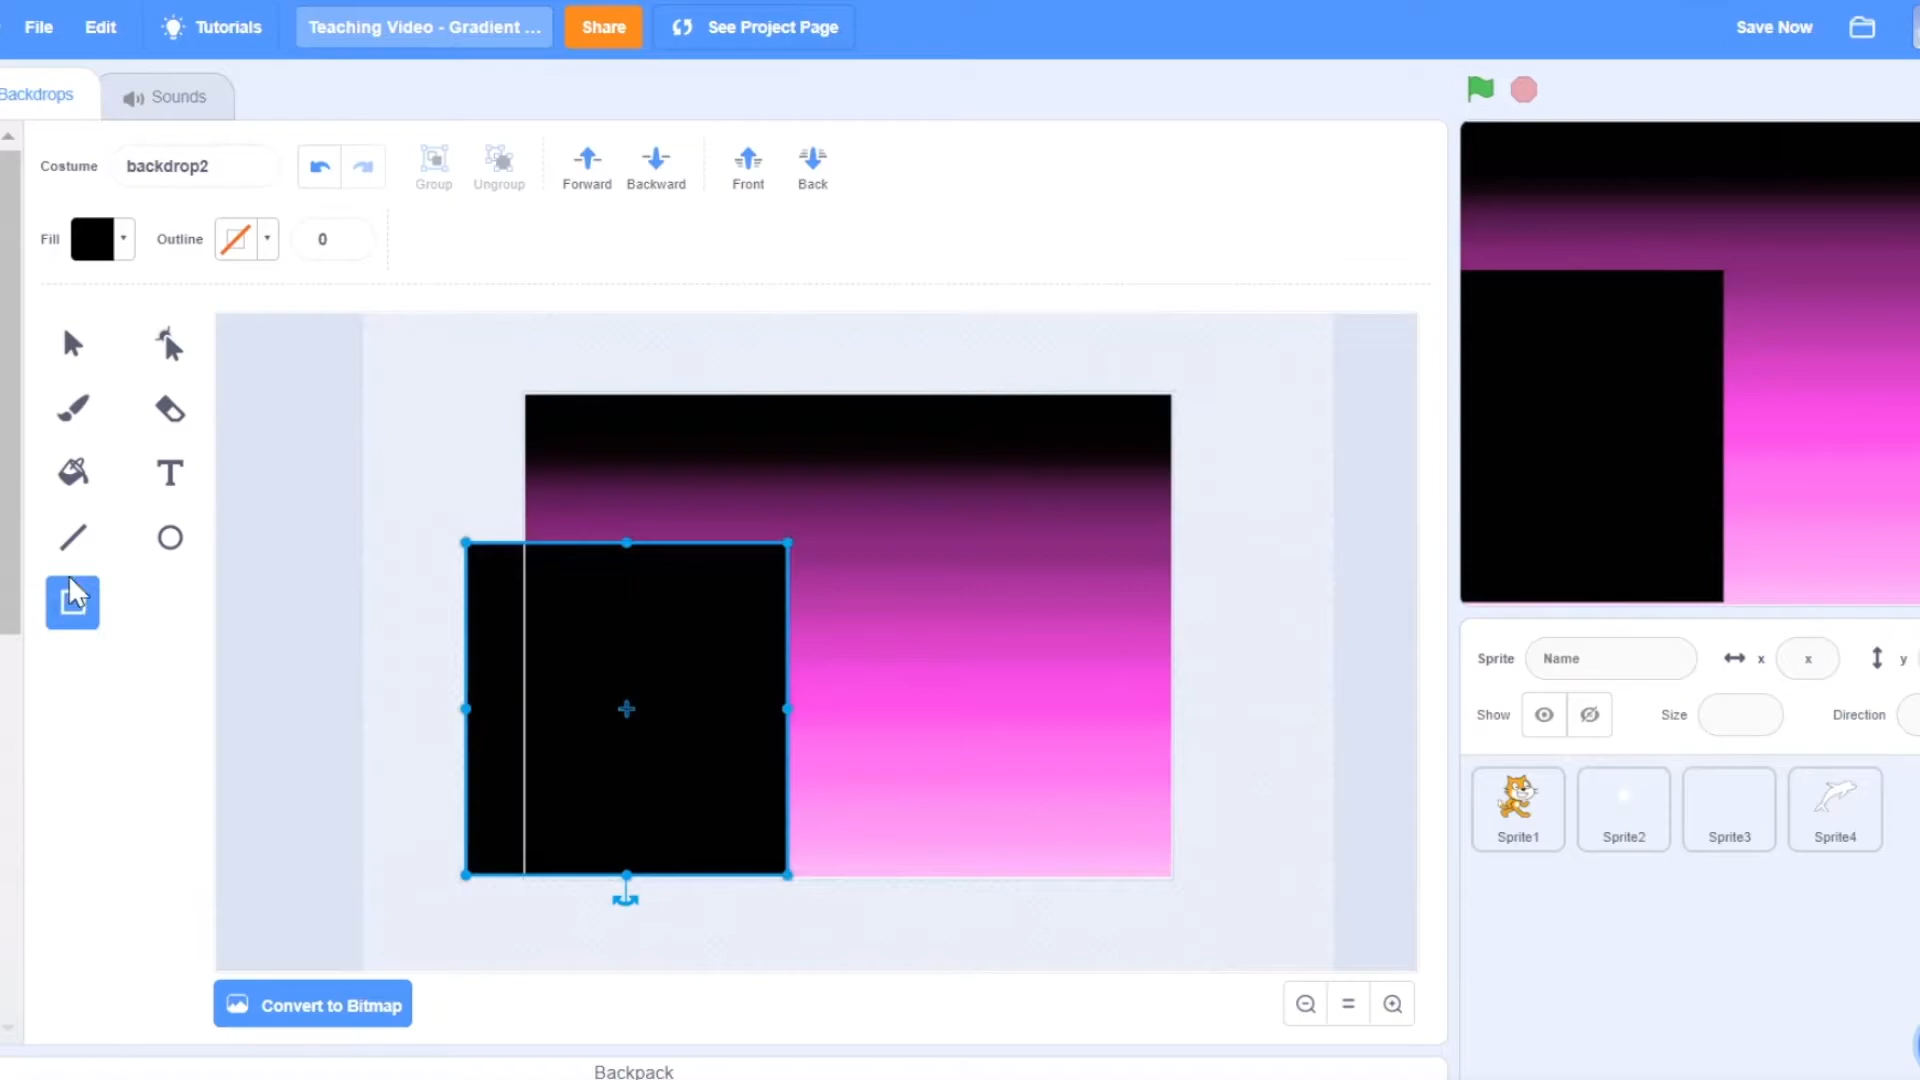 File Edit Tutorials Teaching Video - Gradient ... Share See Project Page Save Now
Backdrops Sounds
Costume backdrop2 Group Ungroup Forward Backward Front Back
Fill Outline 0
Convert to Bitmap
Backpack
Sprite Name x x y
Show Size Direction
Sprite1 Sprite2 Sprite3 Sprite4